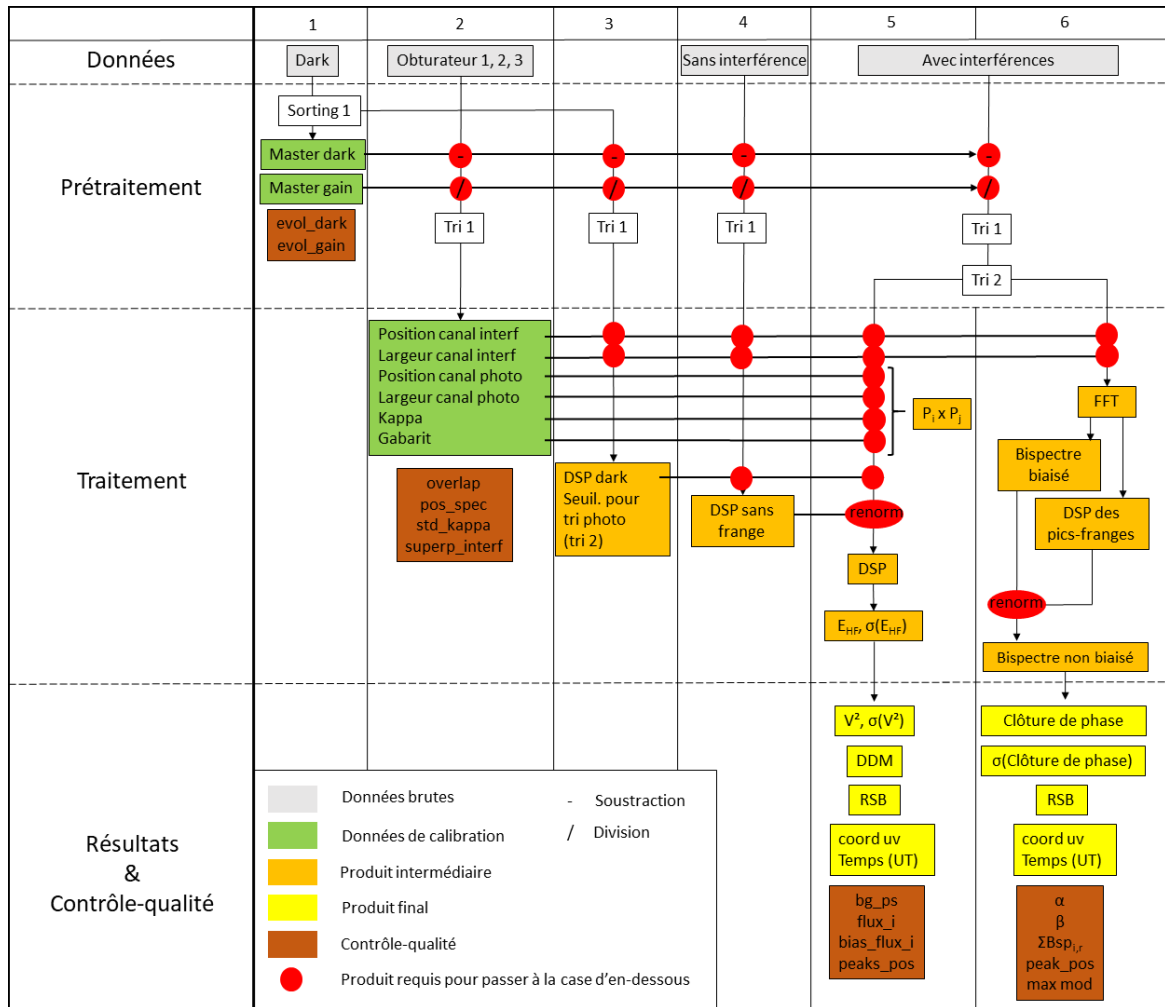 1 2 3 4 5 6
Données
Dark
Obturateur 1, 2, 3
Sans interférence
Avec interférences
Sorting 1
Prétraitement
Master dark
-
-
-
-
Master gain
/
/
/
/
evol_dark
evol_gain
Tri 1
Tri 1
Tri 1
Tri 1
Tri 2
Traitement
Position canal interf
Largeur canal interf
Position canal photo
Largeur canal photo
Kappa
Gabarit
Pi x Pj
FFT
Bispectre
biaisé
overlap
pos_spec
std_kappa
superp_interf
DSP dark
Seuil. pour
tri photo
(tri 2)
DSP sans
frange
renorm
DSP des
pics-franges
DSP
renorm
EHF, σ(EHF)
Bispectre non biaisé
Résultats
&
Contrôle-qualité
V², σ(V²)
DDM
RSB
coord uv
Temps (UT)
bg_ps
flux_i
bias_flux_i
peaks_pos
Clôture de phase
σ(Clôture de phase)
RSB
coord uv
Temps (UT)
α
β
ΣBspi,r
peak_pos
max mod
Données brutes
- Soustraction
Données de calibration
/ Division
Produit intermédiaire
Produit final
Contrôle-qualité
Produit requis pour passer à la case d'en-dessous